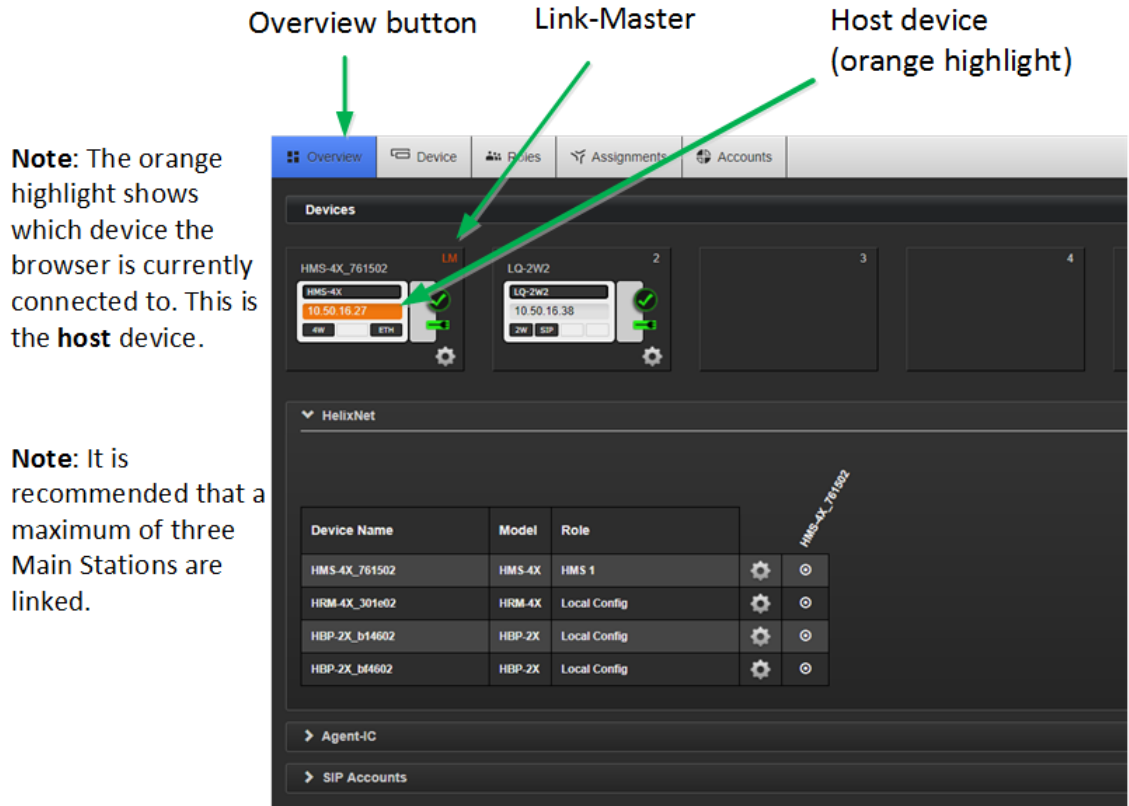 Overview button
Link-Master
Host device
(orange highlight)
Note: The orange
highlight shows
which device the
browser is currently
connected to. This is
the host device.
Note: It is
recommended that a
maximum of three
Main Stations are
linked.
Overview
Device
Roles
Assignments
Accounts
Devices
LM
HMS-4X_761502
HMS-4X
10.50.16.27
4W
ETH
2
LQ-2W2
LQ-2W2
10.50.16.38
2W
SIP
3
4
HelixNet
HMS-4X_761502
Device Name Model Role
HMS-4X_761502 HMS-4X HMS 1
HRM-4X_301e02 HRM-4X Local Config
HBP-2X_b14602 HBP-2X Local Config
HBP-2X_bf4602 HBP-2X Local Config
Agent-IC
SIP Accounts